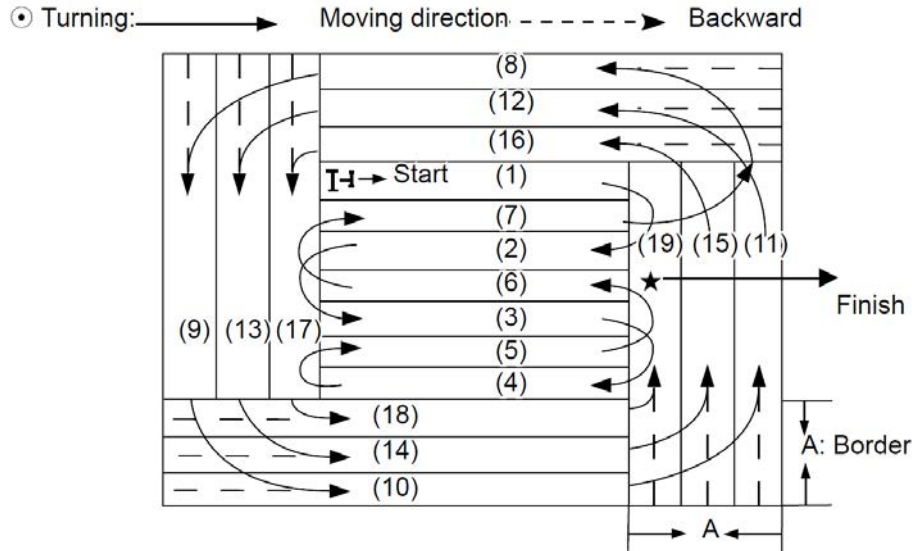 ⊙ Turning: Moving direction Backward
(8)
(12)
(16)
Start (1)
(7)
(2) (19) (15) (11)
(6)
Finish
(9) (13) (17) (3)
(5)
(4)
(18)
(14) A: Border
(10)
A